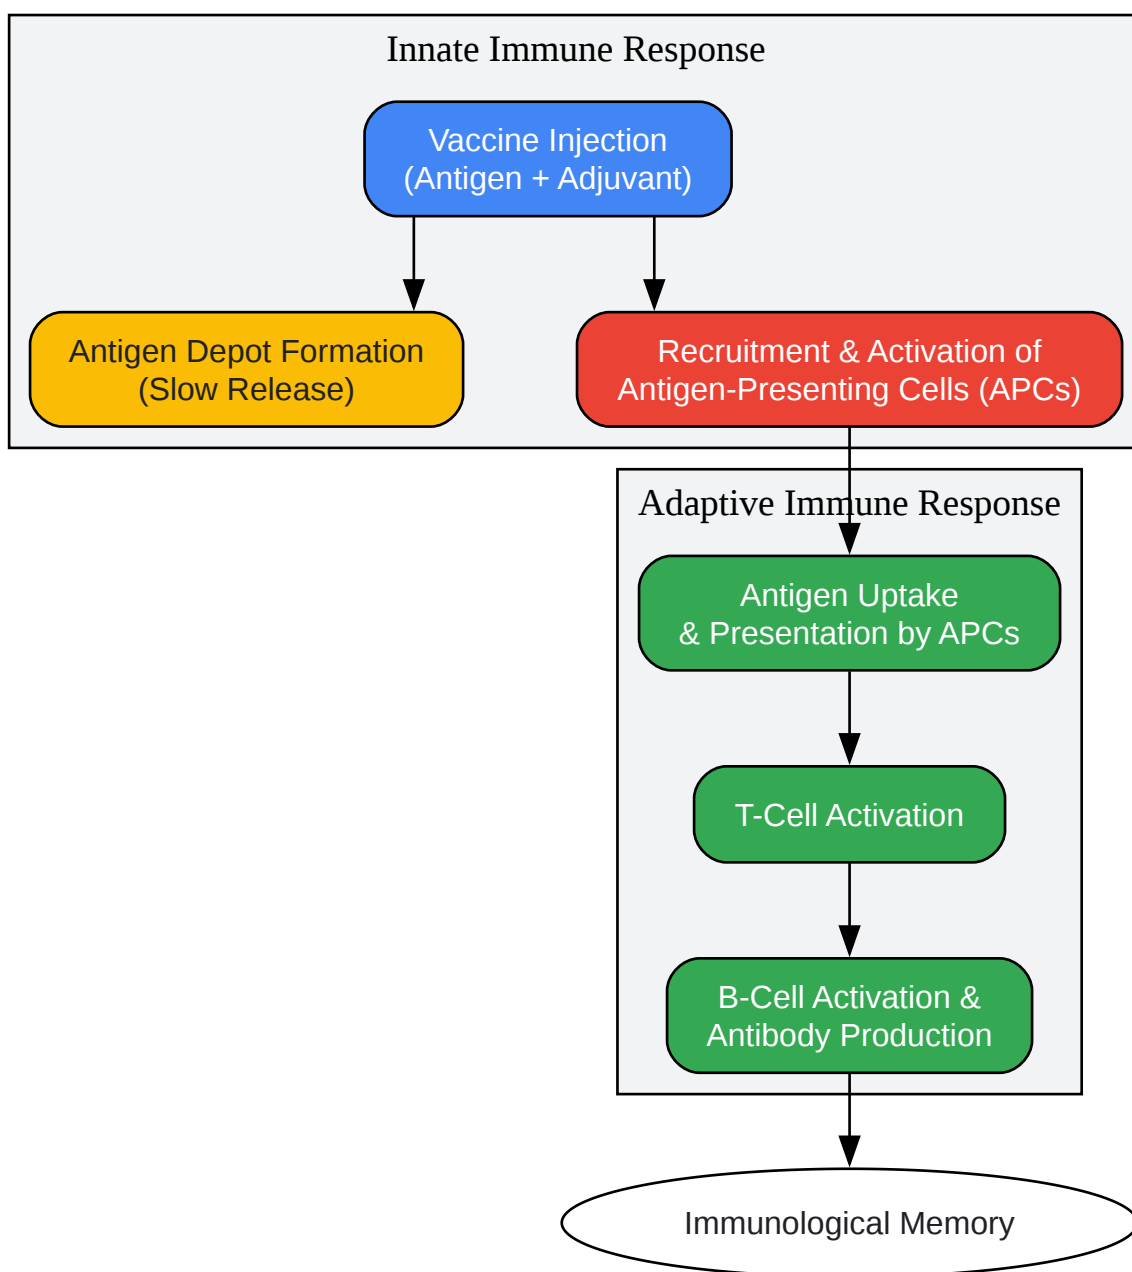 Innate Immune Response
Vaccine Injection
(Antigen + Adjuvant)
Antigen Depot Formation
(Slow Release)
Recruitment & Activation of
Antigen-Presenting Cells (APCs)
Adaptive Immune Response
Antigen Uptake
& Presentation by APCs
T-Cell Activation
B-Cell Activation &
Antibody Production
Immunological Memory